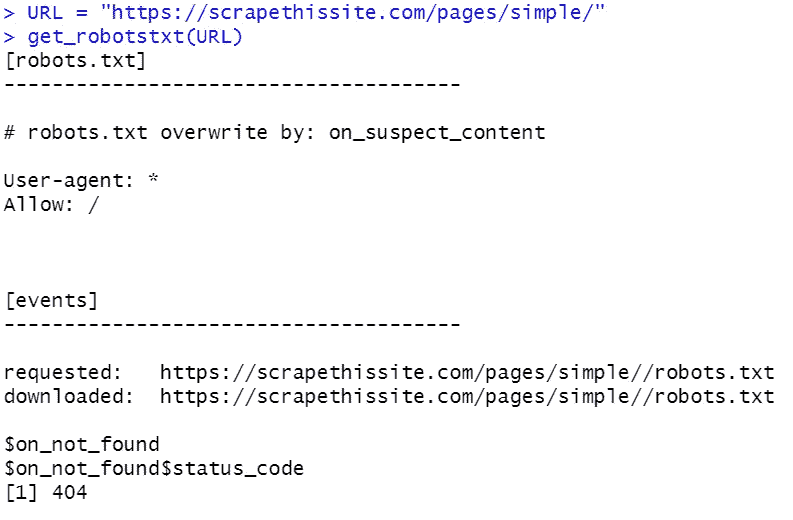 > URL = "https://scrapethissite.com/pages/simple/"
> get_robotstxt(URL)
[robots.txt]
--------------------------------------
# robots.txt overwrite by: on_suspect_content
User-agent: *
Allow: /
[events]
--------------------------------------
requested:   https://scrapethissite.com/pages/simple//robots.txt
downloaded:  https://scrapethissite.com/pages/simple//robots.txt
$on_not_found
$on_not_found$status_code
[1] 404